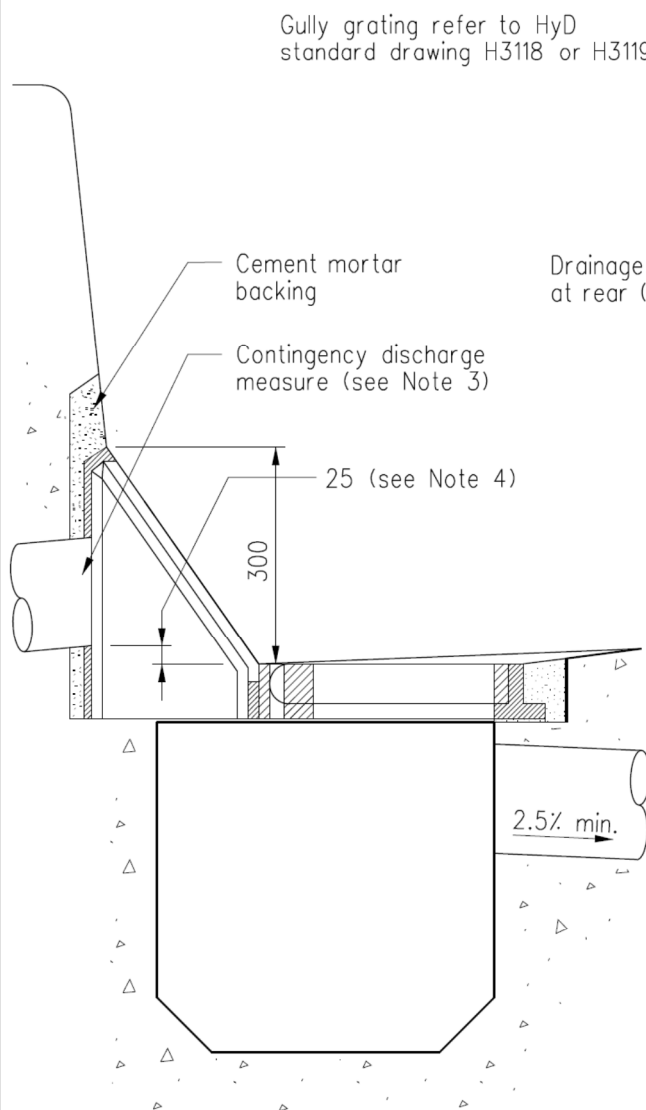 Gully grating refer to HyD
standard drawing H3118 or H3119
Cement mortar
backing
Drainage
at rear (
Contingency discharge
measure (see Note 3)
25 (see Note 4)
300
2.5% min.